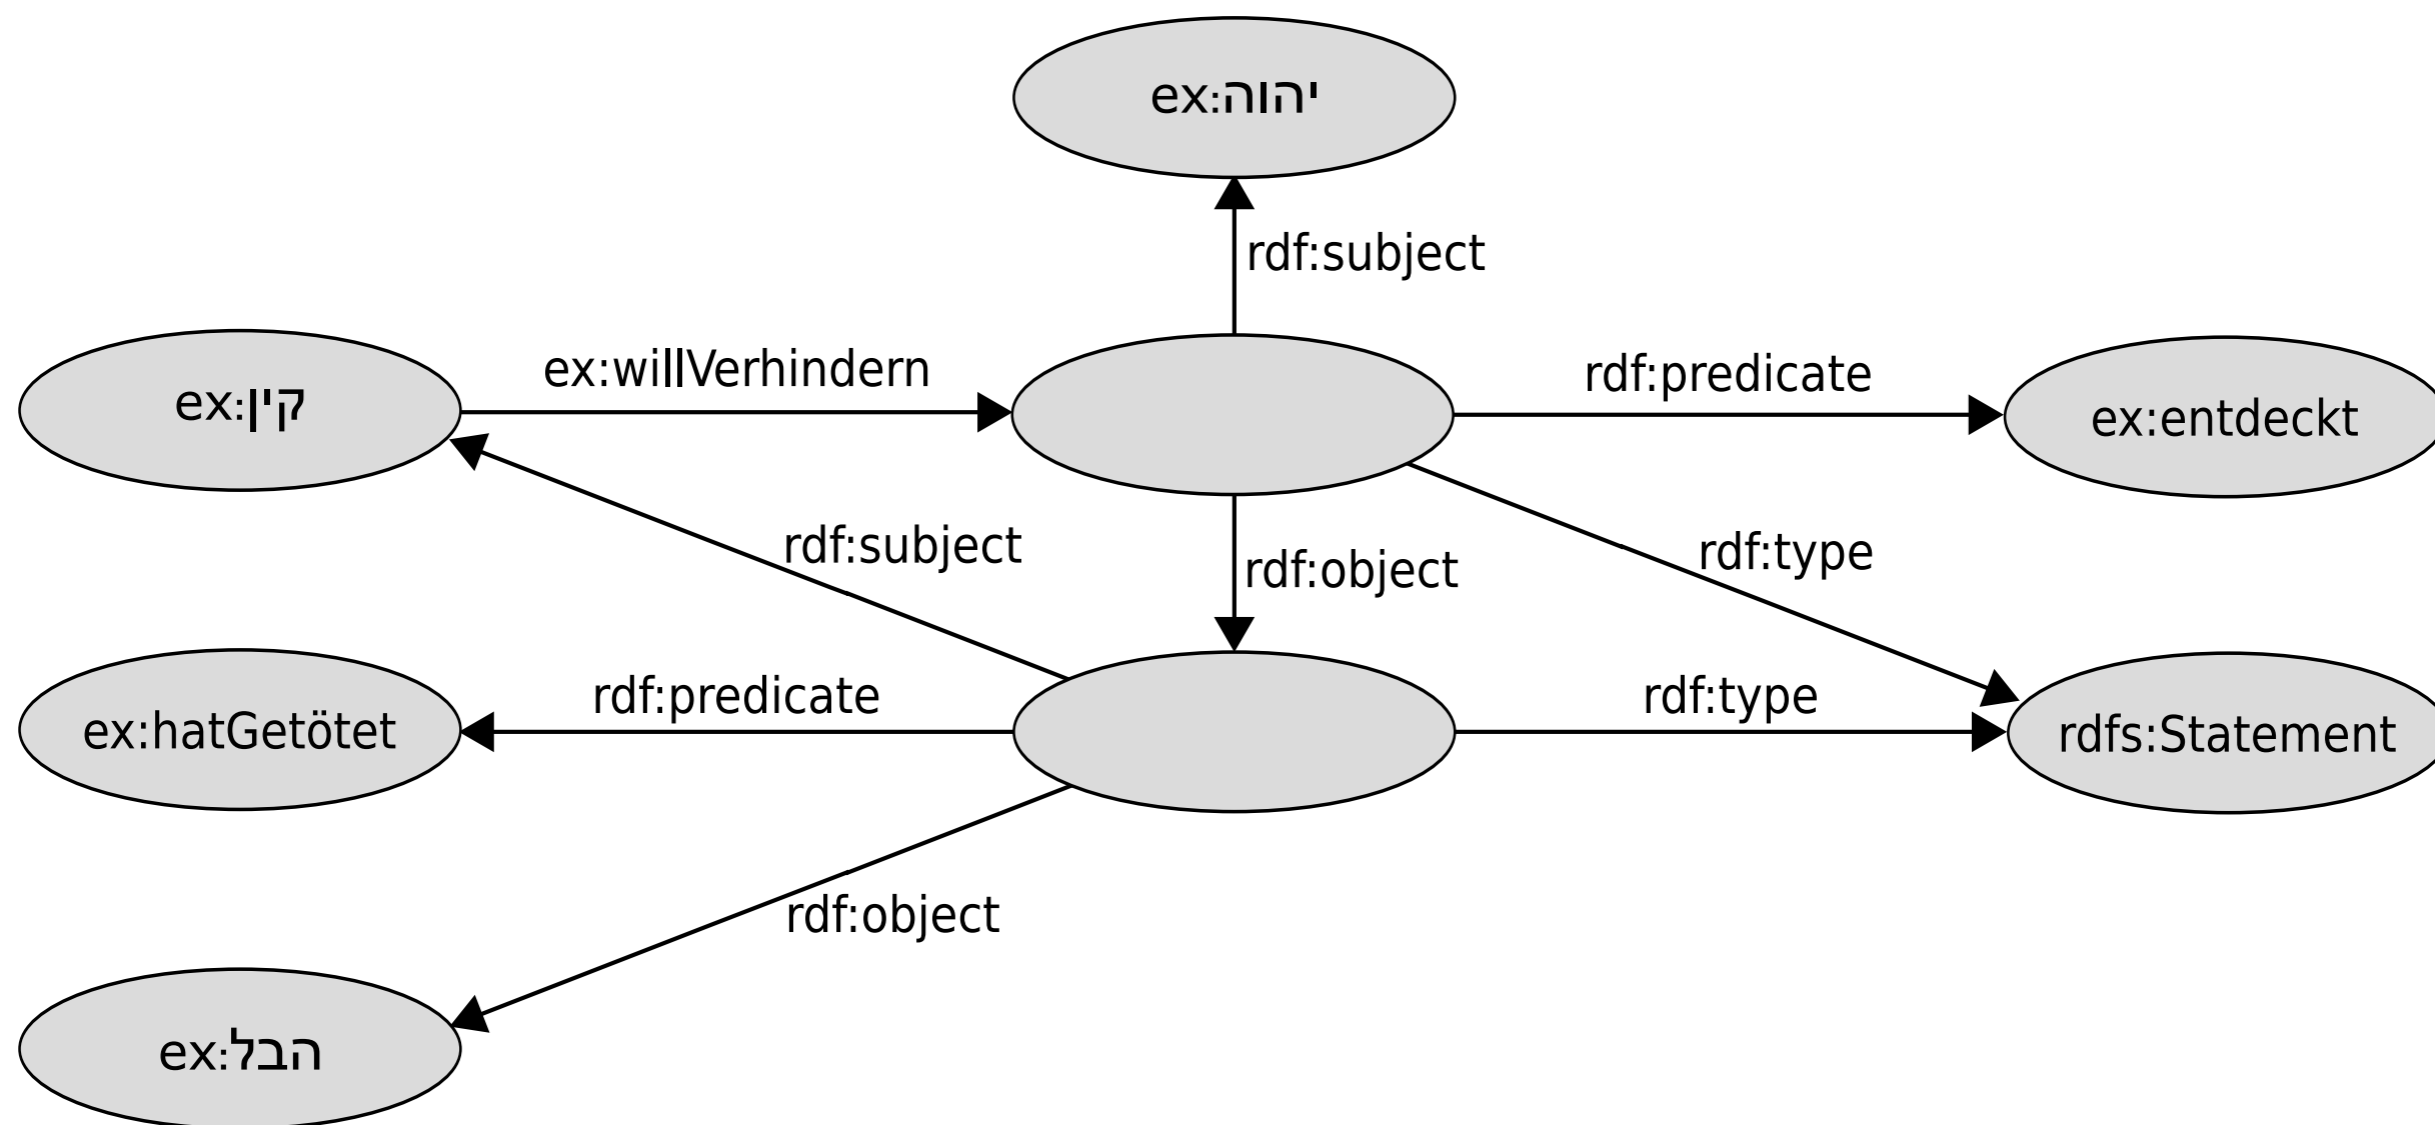 ex:יהוה
rdf:subject
ex:willVerhindern
rdf:predicate
ex:קין
ex:entdeckt
rdf:subject
rdf:object
rdf:type
rdf:predicate
rdf:type
ex:hatGetötet
rdfs:Statement
rdf:object
ex:הבל